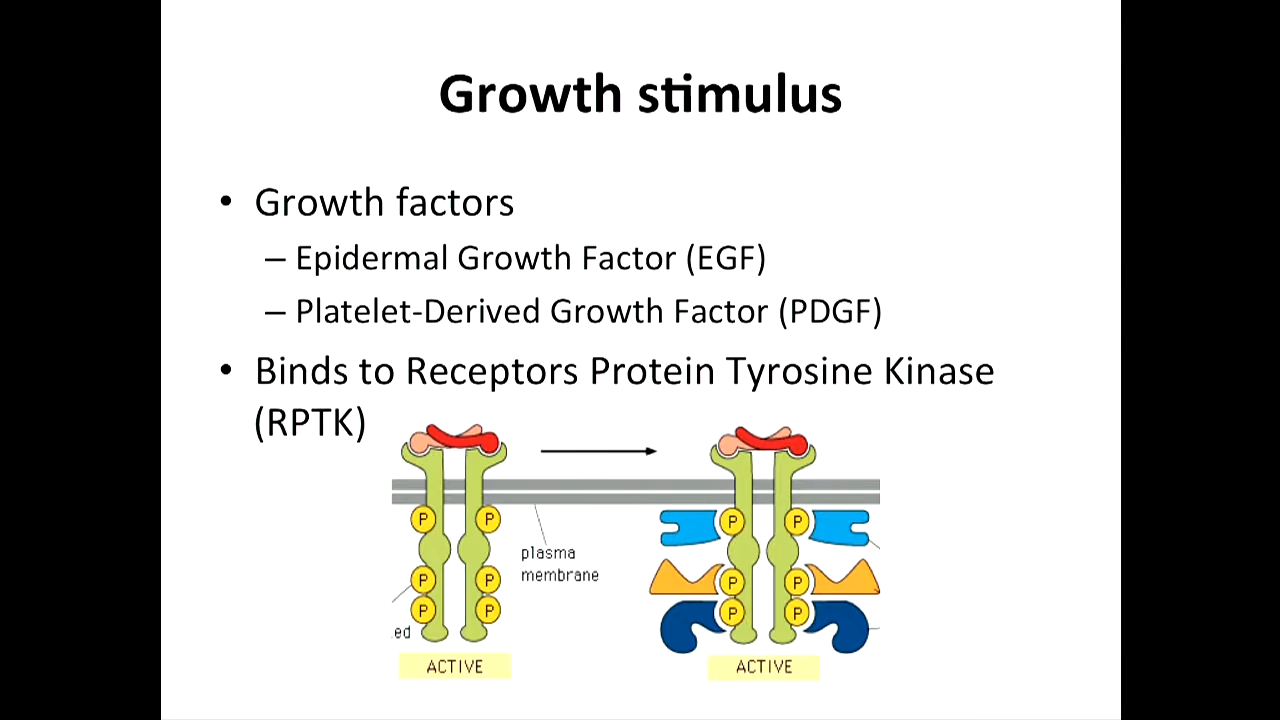 Growth stimulus
• Growth factors
– Epidermal Growth Factor (EGF)
– Platelet-Derived Growth Factor (PDGF)
• Binds to Receptors Protein Tyrosine Kinase
(RPTK)
P P P P
plasma
membrane
P P P P
P P P P
ed
ACTIVE ACTIVE